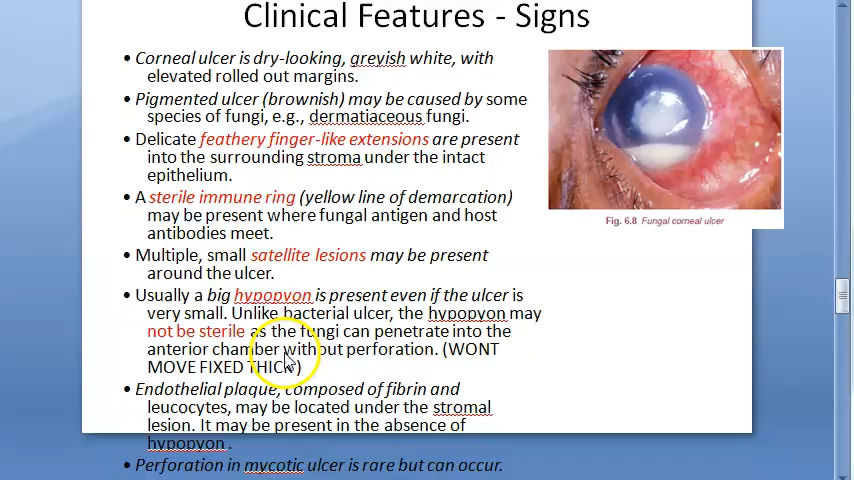 Clinical Features - Signs
• Corneal ulcer is dry-looking, greyish white, with
elevated rolled out margins.
• Pigmented ulcer (brownish) may be caused by some
species of fungi, e.g., dermatiaceous fungi.
• Delicate feathery finger-like extensions are present
into the surrounding stroma under the intact
epithelium.
• A sterile immune ring (yellow line of demarcation)
may be present where fungal antigen and host
antibodies meet.
• Multiple, small satellite lesions may be present
around the ulcer.
• Usually a big hypopyon is present even if the ulcer is
very small. Unlike bacterial ulcer, the hypopyon may
not be sterile as the fungi can penetrate into the
anterior chamber without perforation. (WONT
MOVE FIXED THICK)
• Endothelial plaque, composed of fibrin and
leucocytes, may be located under the stromal
lesion. It may be present in the absence of
hypopyon .
• Perforation in mycotic ulcer is rare but can occur.
Fig. 6.8 Fungal corneal ulcer